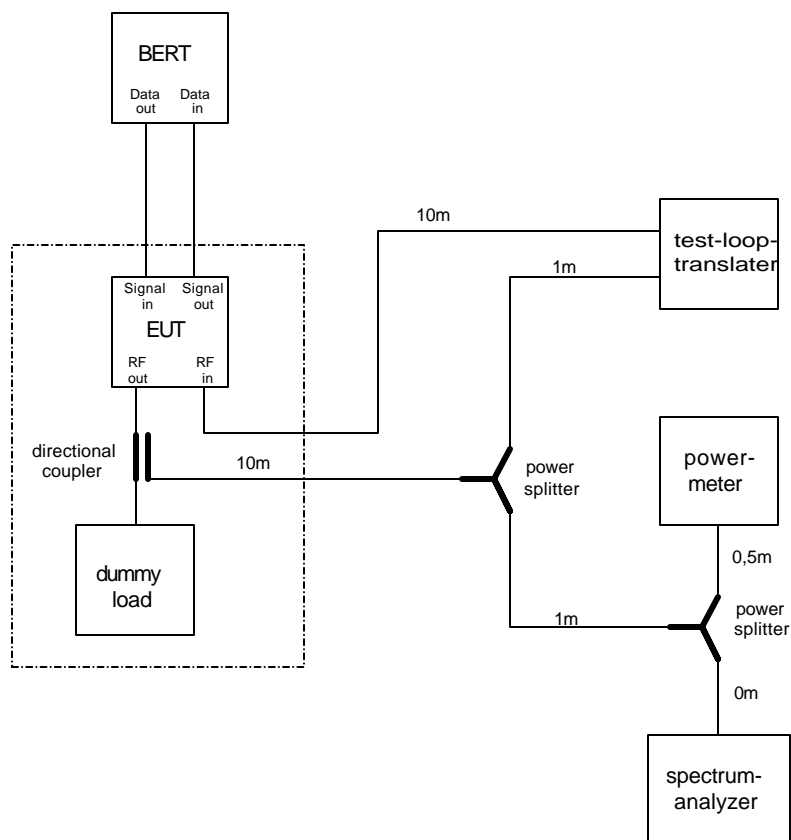 BERT
Data out
Data in
10m
test-loop-
translater
1m
Signal in
Signal out
EUT
RF out
RF in
directional
coupler
10m
power
splitter
power-
meter
0,5m
dummy
load
1m
power
splitter
0m
spectrum-
analyzer